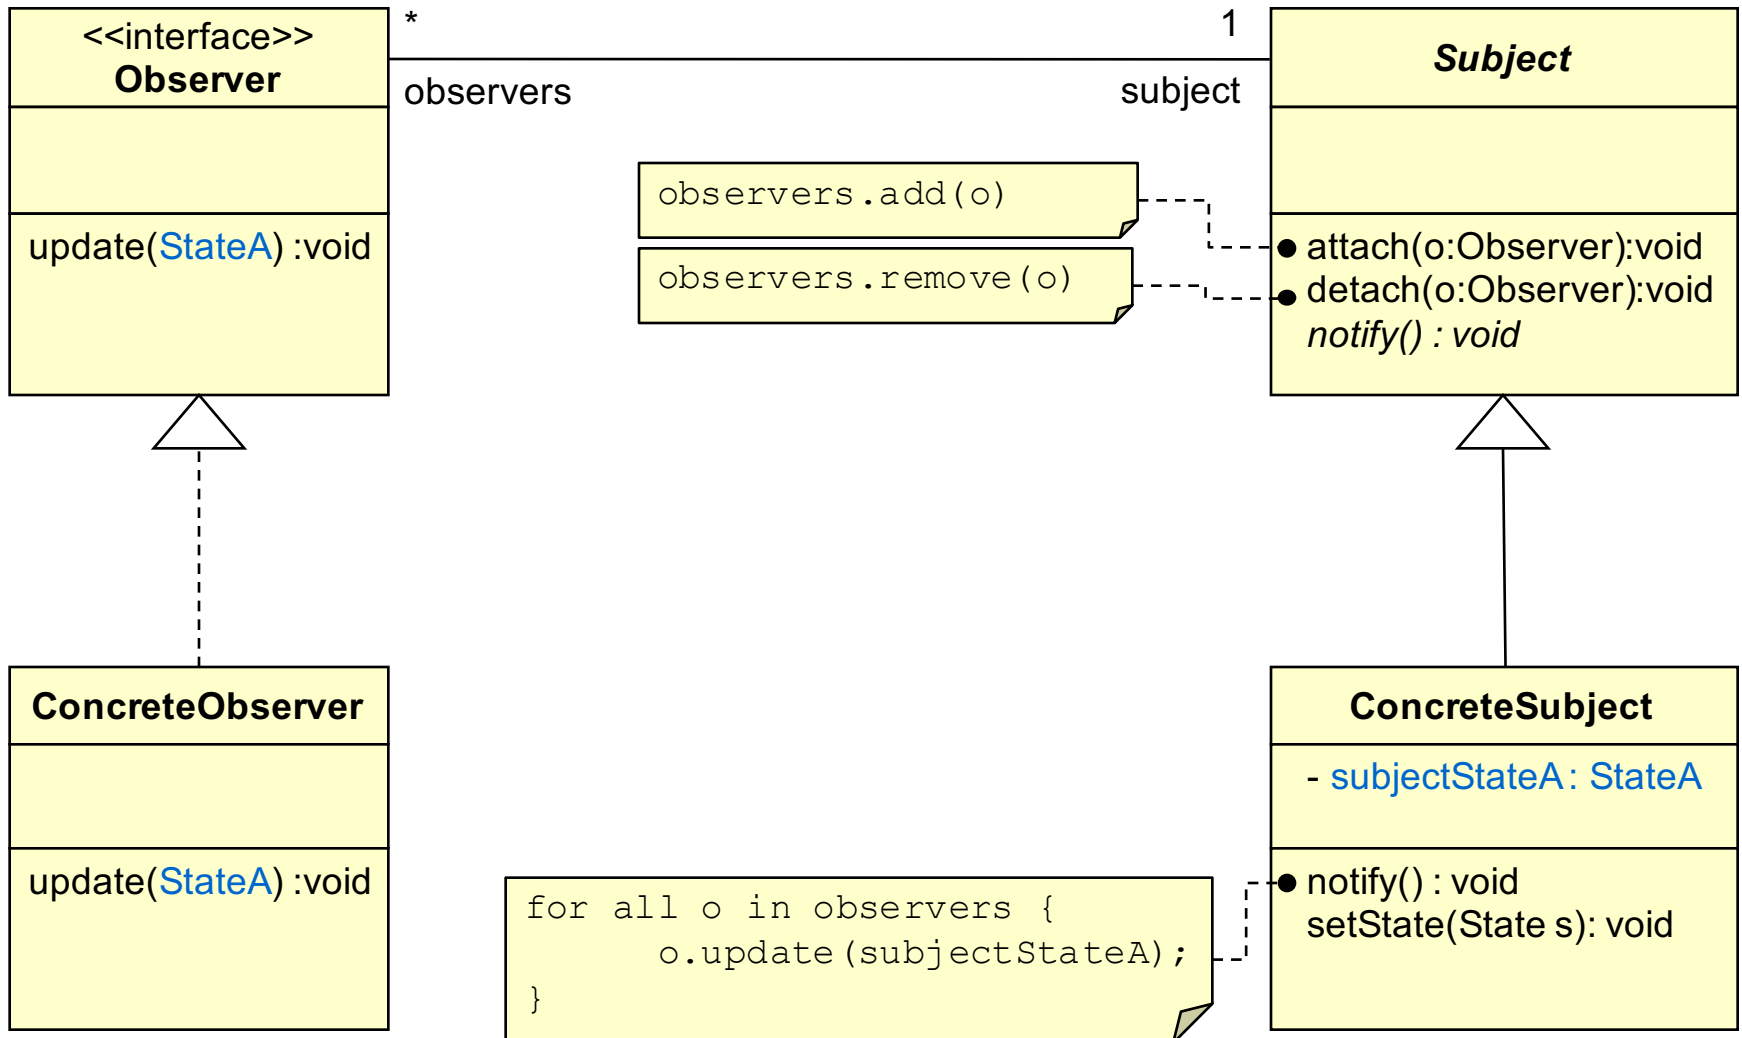 <<interface>>
Observer
update(StateA) :void
*
observers
1
subject
Subject
attach(o:Observer):void
detach(o:Observer):void
notify() : void
observers.add(o)
observers.remove(o)
ConcreteObserver
update(StateA) :void
ConcreteSubject
- subjectStateA : StateA
notify() : void
setState(State s): void
for all o in observers {
o.update(subjectStateA);
}